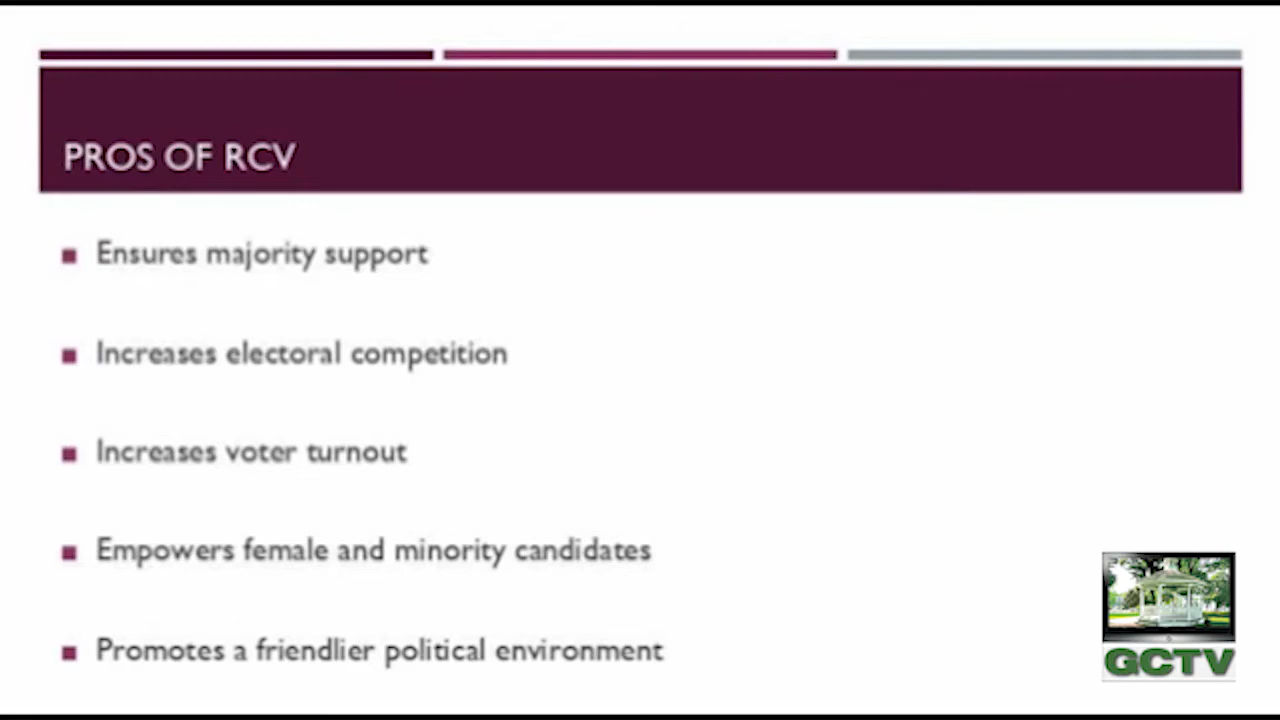 PROS OF RCV
Ensures majority support
Increases electoral competition
Increases voter turnout
Empowers female and minority candidates
Promotes a friendlier political environment
GCTV